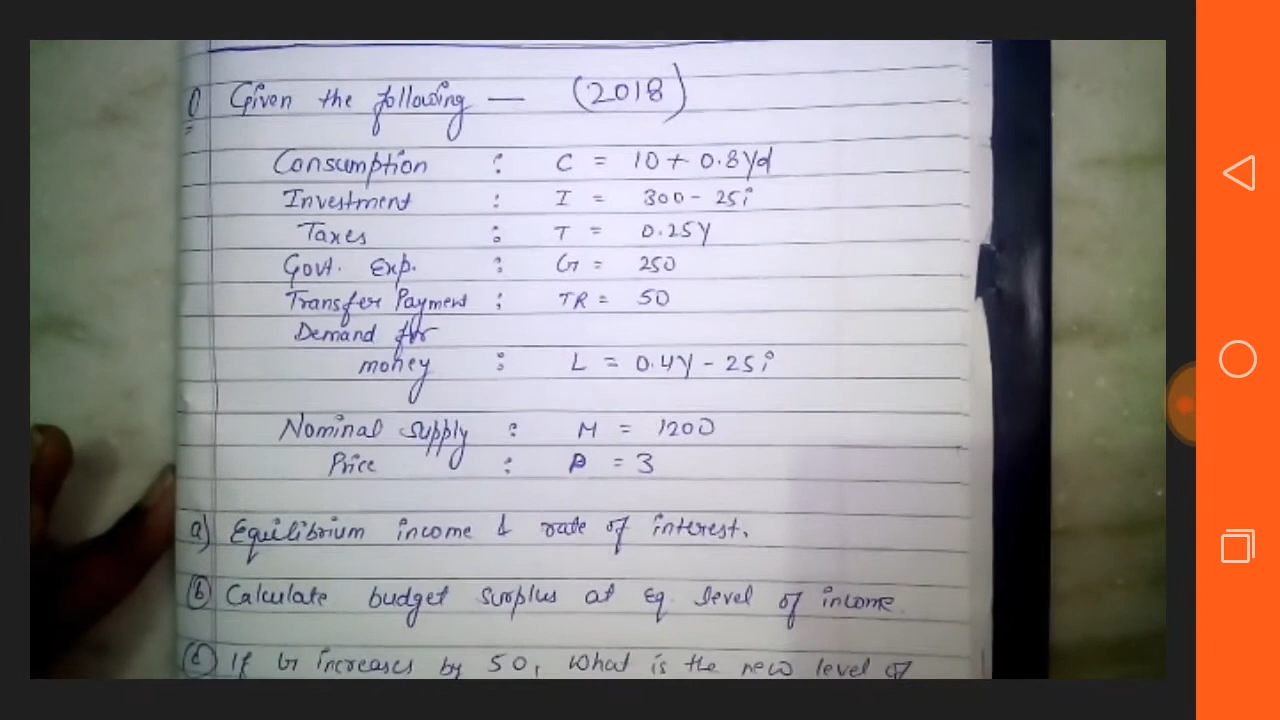 Q Given the following — (2018)
Consumption : C = 10 + 0.8Yd
Investment : I = 300 - 25i
Taxes : T = 0.25Y
Govt. Exp. : G = 250
Transfer Payment : TR = 50
Demand for
money : L = 0.4Y - 25i
Nominal supply : M = 1200
Price : P = 3
a) Equilibrium income & rate of interest.
(b) Calculate budget surplus at eq. level of income.
(c) If G increases by 50, what is the new level of